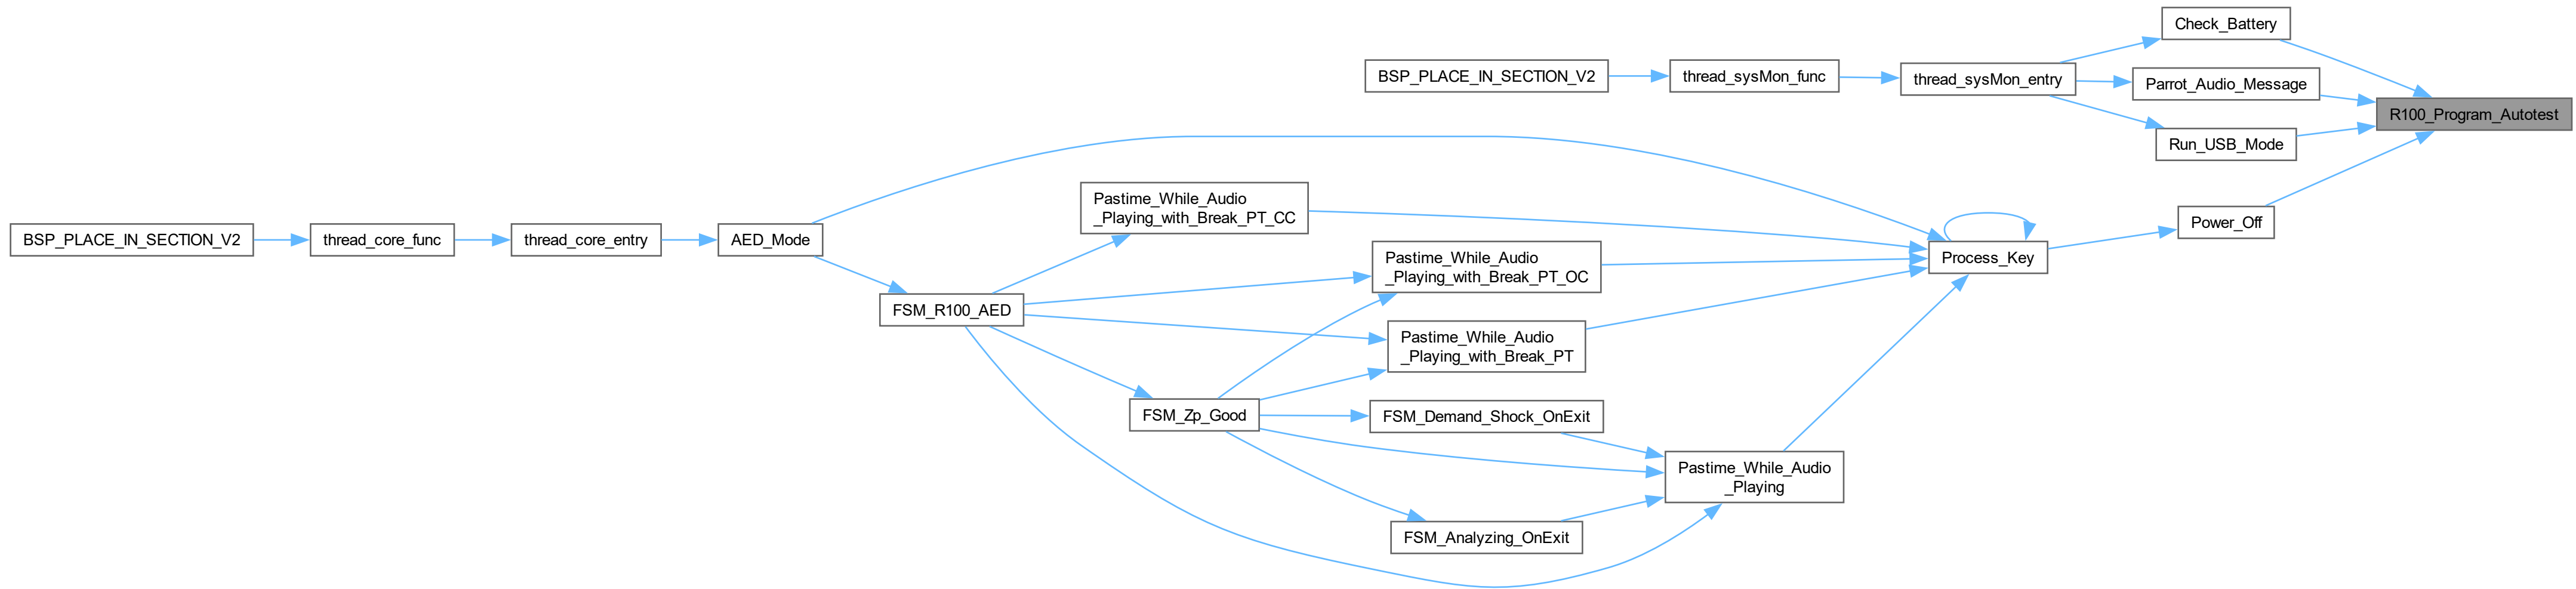 Check_Battery
BSP_PLACE_IN_SECTION_V2
thread_sysMon_func
thread_sysMon_entry
Parrot_Audio_Message
R100_Program_Autotest
Run_USB_Mode
Pastime_While_Audio
_Playing_with_Break_PT_CC
Power_Off
BSP_PLACE_IN_SECTION_V2
thread_core_func
thread_core_entry
AED_Mode
Pastime_While_Audio
_Playing_with_Break_PT_OC
Process_Key
FSM_R100_AED
Pastime_While_Audio
_Playing_with_Break_PT
FSM_Zp_Good
FSM_Demand_Shock_OnExit
Pastime_While_Audio
_Playing
FSM_Analyzing_OnExit